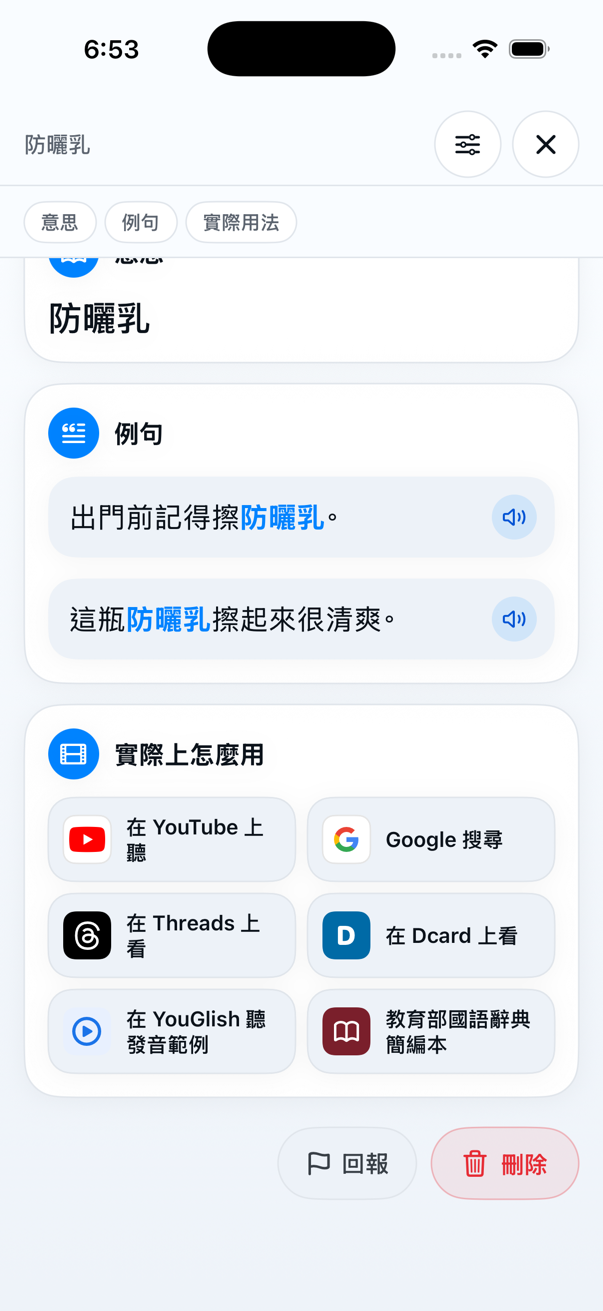 6:53
防曬乳
意思
例句
實際用法
意思
防曬乳
例句
出門前記得擦防曬乳。
這瓶防曬乳擦起來很清爽。
實際上怎麼用
在 YouTube 上
聽
Google 搜尋
在 Threads 上
看
D
在 Dcard 上看
在 YouGlish 聽
發音範例
教育部國語辭典
簡編本
回報
刪除